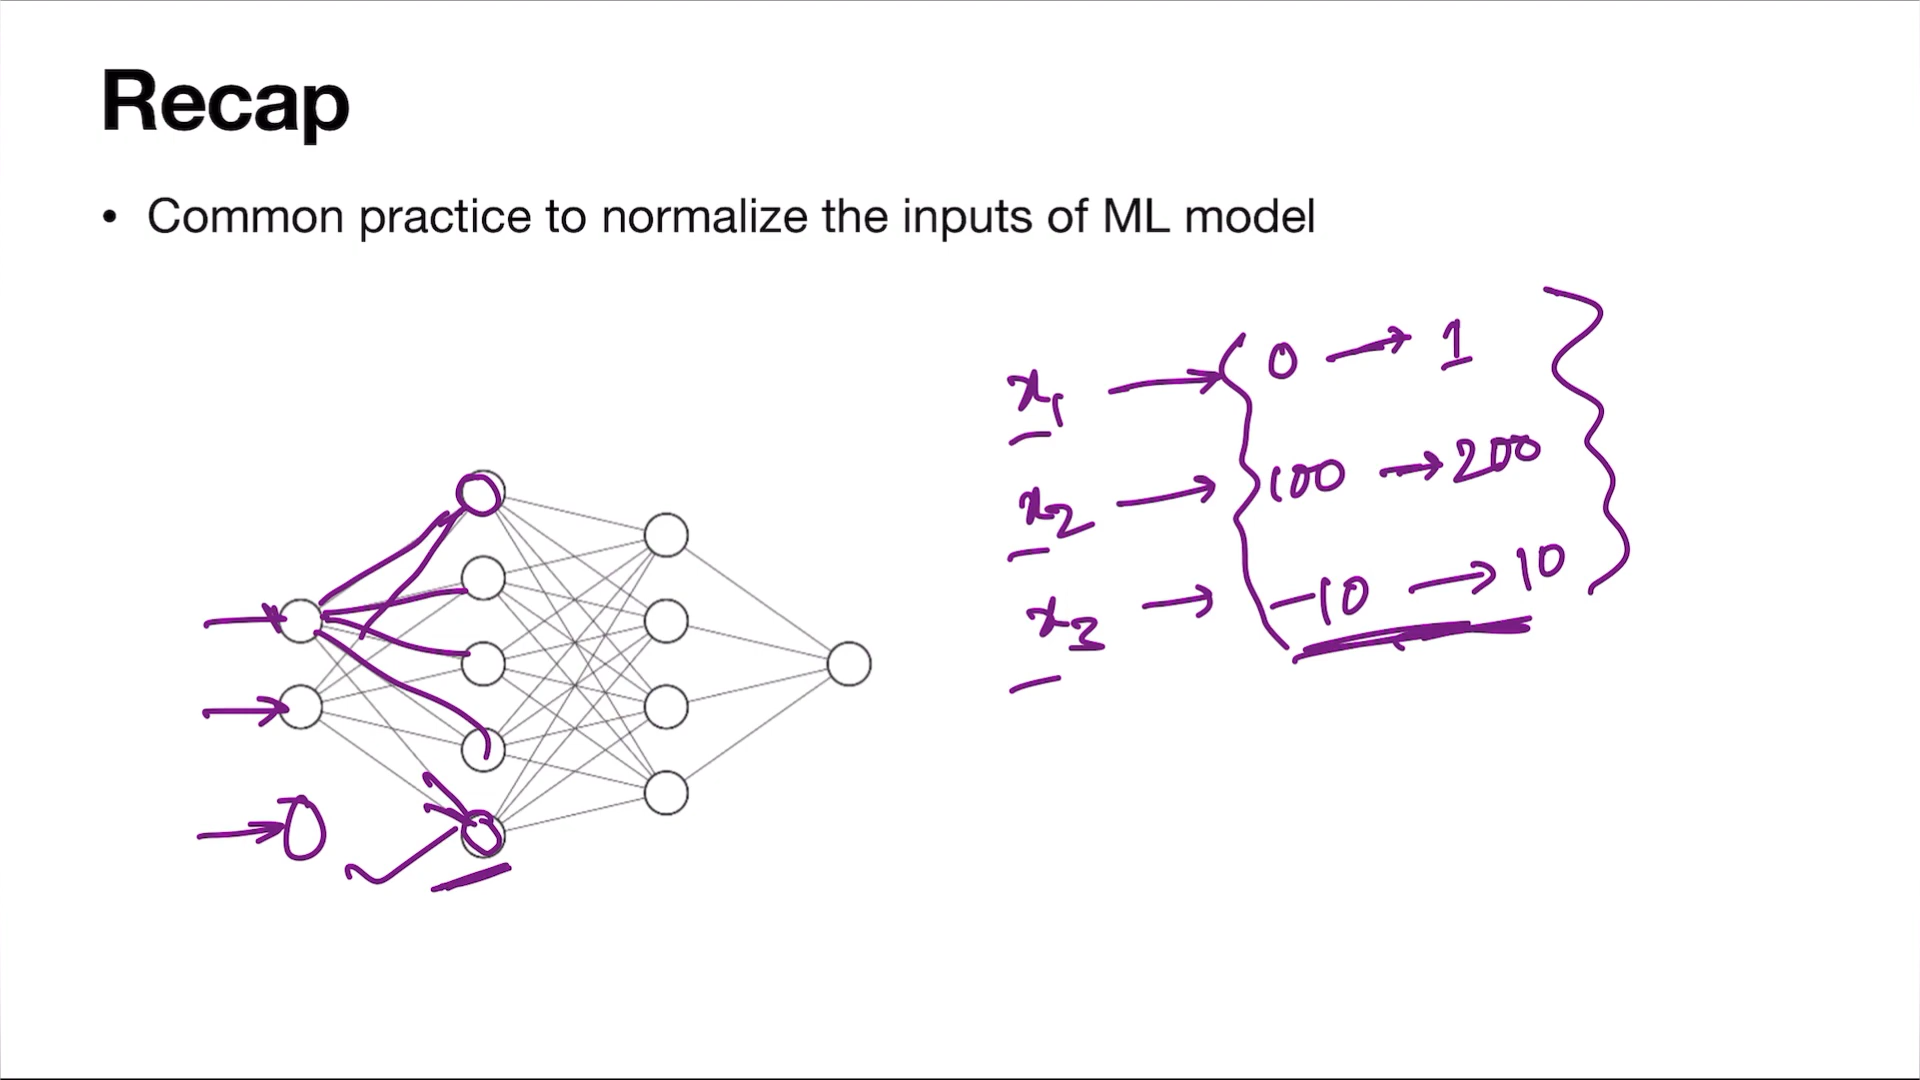 Recap
• Common practice to normalize the inputs of ML model
x₁ → 0 → 1
x₂ → 100 → 200
x₃ → -10 → 10